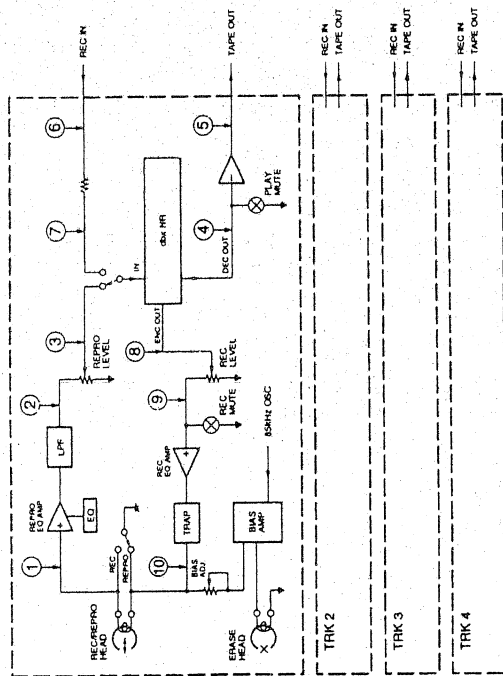 REC IN
TAPE OUT
6
5
7
PLAY MUTE
4
dbx NR
IN
DEC OUT
ENC OUT
3
REPRO
LEVEL
8
2
LPF
REC
LEVEL
9
REC
MUTE
REPRO
EQ AMP
EQ
REC
EQ AMP
85kHz OSC
1
TRAP
BIAS
AMP
REC
REPRO
10
BIAS
ADJ
REC/REPRO
HEAD
ERASE
HEAD
TRK 2
REC IN
TAPE OUT
TRK 3
REC IN
TAPE OUT
TRK 4
REC IN
TAPE OUT